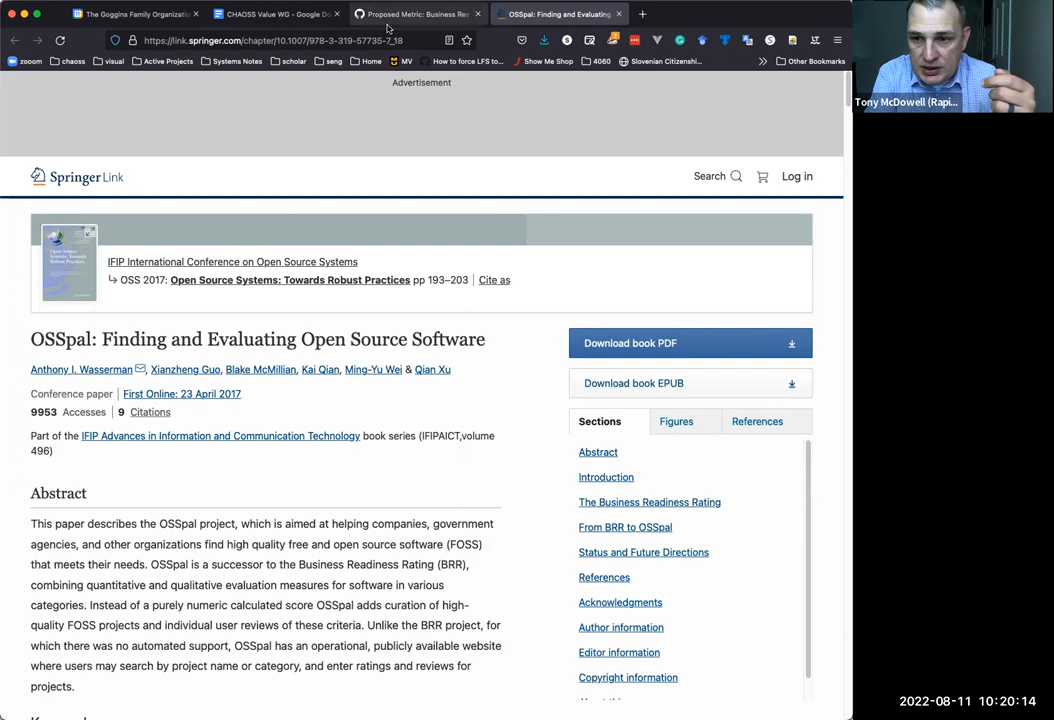 The Goggins Family Organizatio
CHAOSS Value WG - Google Do
Proposed Metric: Business Rea
OSSpal: Finding and Evaluating
https://link.springer.com/chapter/10.1007/978-3-319-57735-7_18
zooom
chaoss
visual
Active Projects
Systems Notes
scholar
seng
Home
MV
How to force LFS to...
Show Me Shop
4060
Slovenian Citizenshi...
Other Bookmarks
Tony McDowell (Rapi...
Advertisement
Springer Link
Search
Log in
IFIP International Conference on Open Source Systems
↳ OSS 2017: Open Source Systems: Towards Robust Practices pp 193–203 | Cite as
OSSpal: Finding and Evaluating Open Source Software
Anthony I. Wasserman, Xianzheng Guo, Blake McMillian, Kai Qian, Ming-Yu Wei & Qian Xu
Conference paper | First Online: 23 April 2017
9953 Accesses | 9 Citations
Part of the IFIP Advances in Information and Communication Technology book series (IFIPAICT,volume
496)
Abstract
This paper describes the OSSpal project, which is aimed at helping companies, government
agencies, and other organizations find high quality free and open source software (FOSS)
that meets their needs. OSSpal is a successor to the Business Readiness Rating (BRR),
combining quantitative and qualitative evaluation measures for software in various
categories. Instead of a purely numeric calculated score OSSpal adds curation of high-
quality FOSS projects and individual user reviews of these criteria. Unlike the BRR project, for
which there was no automated support, OSSpal has an operational, publicly available website
where users may search by project name or category, and enter ratings and reviews for
projects.
Download book PDF
Download book EPUB
Sections
Figures
References
Abstract
Introduction
The Business Readiness Rating
From BRR to OSSpal
Status and Future Directions
References
Acknowledgments
Author information
Editor information
Copyright information
2022-08-11 10:20:14